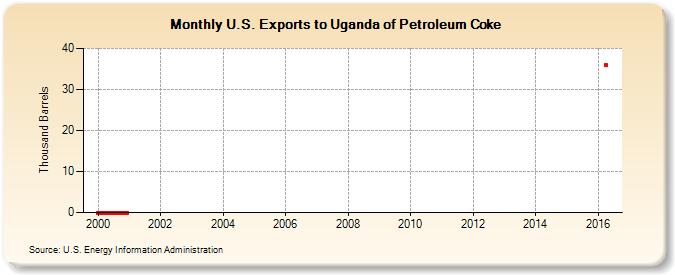 Monthly U.S. Exports to Uganda of Petroleum Coke
Thousand Barrels
40
30
20
10
0
2000 2002 2004 2006 2008 2010 2012 2014 2016
Source: U.S. Energy Information Administration